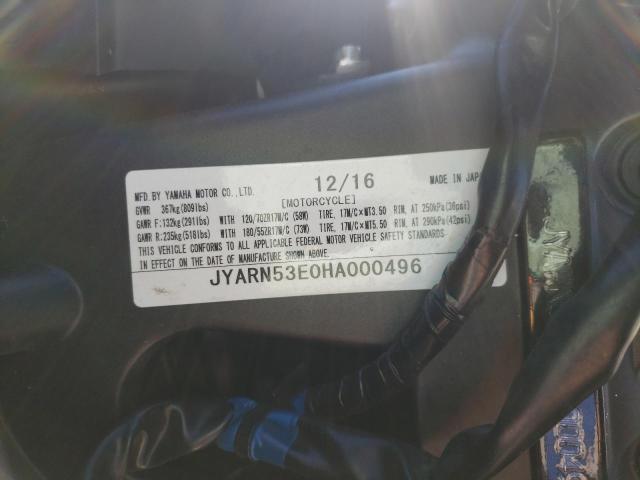 MFD. BY YAMAHA MOTOR CO., LTD. 12/16 MADE IN JAP
GVWR 367kg(809lbs) [MOTORCYCLE]
GAWR F:132kg(291lbs) WITH 120/70ZR17M/C (58W) TIRE, 17M/C×MT3.50 RIM, AT 250kPa(36psi)
GAWR R:235kg(518lbs) WITH 180/55ZR17M/C (73W) TIRE, 17M/C×MT5.50 RIM, AT 290kPa(42psi)
THIS VEHICLE CONFORMS TO ALL APPLICABLE FEDERAL MOTOR VEHICLE SAFETY STANDARDS
IN EFFECT ON THE DATE OF MANUFACTURE SHOWN ABOVE.
JYARN53E0HA000496